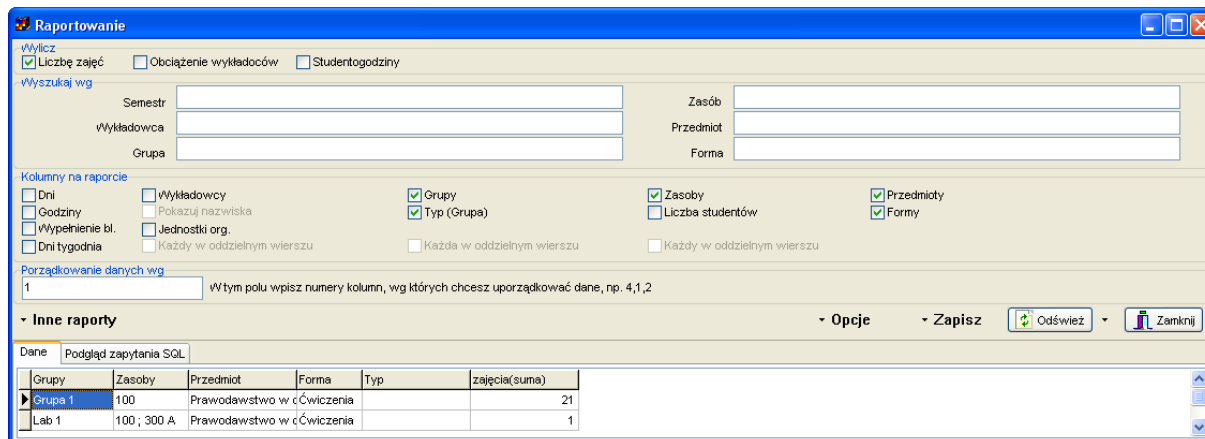 Raportowanie
Wylicz
Liczbę zajęć Obciążenie wykładoców Studentogodziny
Wyszukaj wg
Semestr Zasób
Wykładowca Przedmiot
Grupa Forma
Kolumny na raporcie
Dni Wykładowcy Grupy Zasoby Przedmioty
Godziny Pokazuj nazwiska Typ (Grupa) Liczba studentów Formy
Wypełnienie bl. Jednostki org.
Dni tygodnia Każdy w oddzielnym wierszu Każda w oddzielnym wierszu Każdy w oddzielnym wierszu
Porządkowanie danych wg
1 W tym polu wpisz numery kolumn, wg których chcesz uporządkować dane, np. 4,1,2
Inne raporty Opcje Zapisz Odśwież Zamknij
Dane Podgląd zapytania SQL
Grupy Zasoby Przedmiot Forma Typ zajęcia(suma)
Grupa 1 100 Prawodawstwo w Ćwiczenia 21
Lab 1 100 ; 300 A Prawodawstwo w Ćwiczenia 1